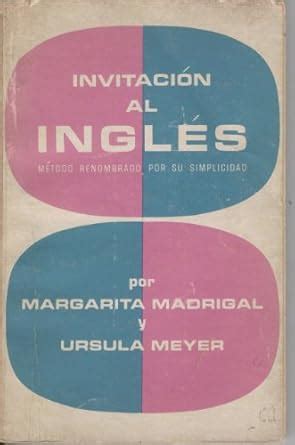 INVITACIÓN
AL
INGLÉS
MÉTODO RENOMBRADO POR SU SIMPLICIDAD
por
MARGARITA MADRIGAL
y
URSULA MEYER